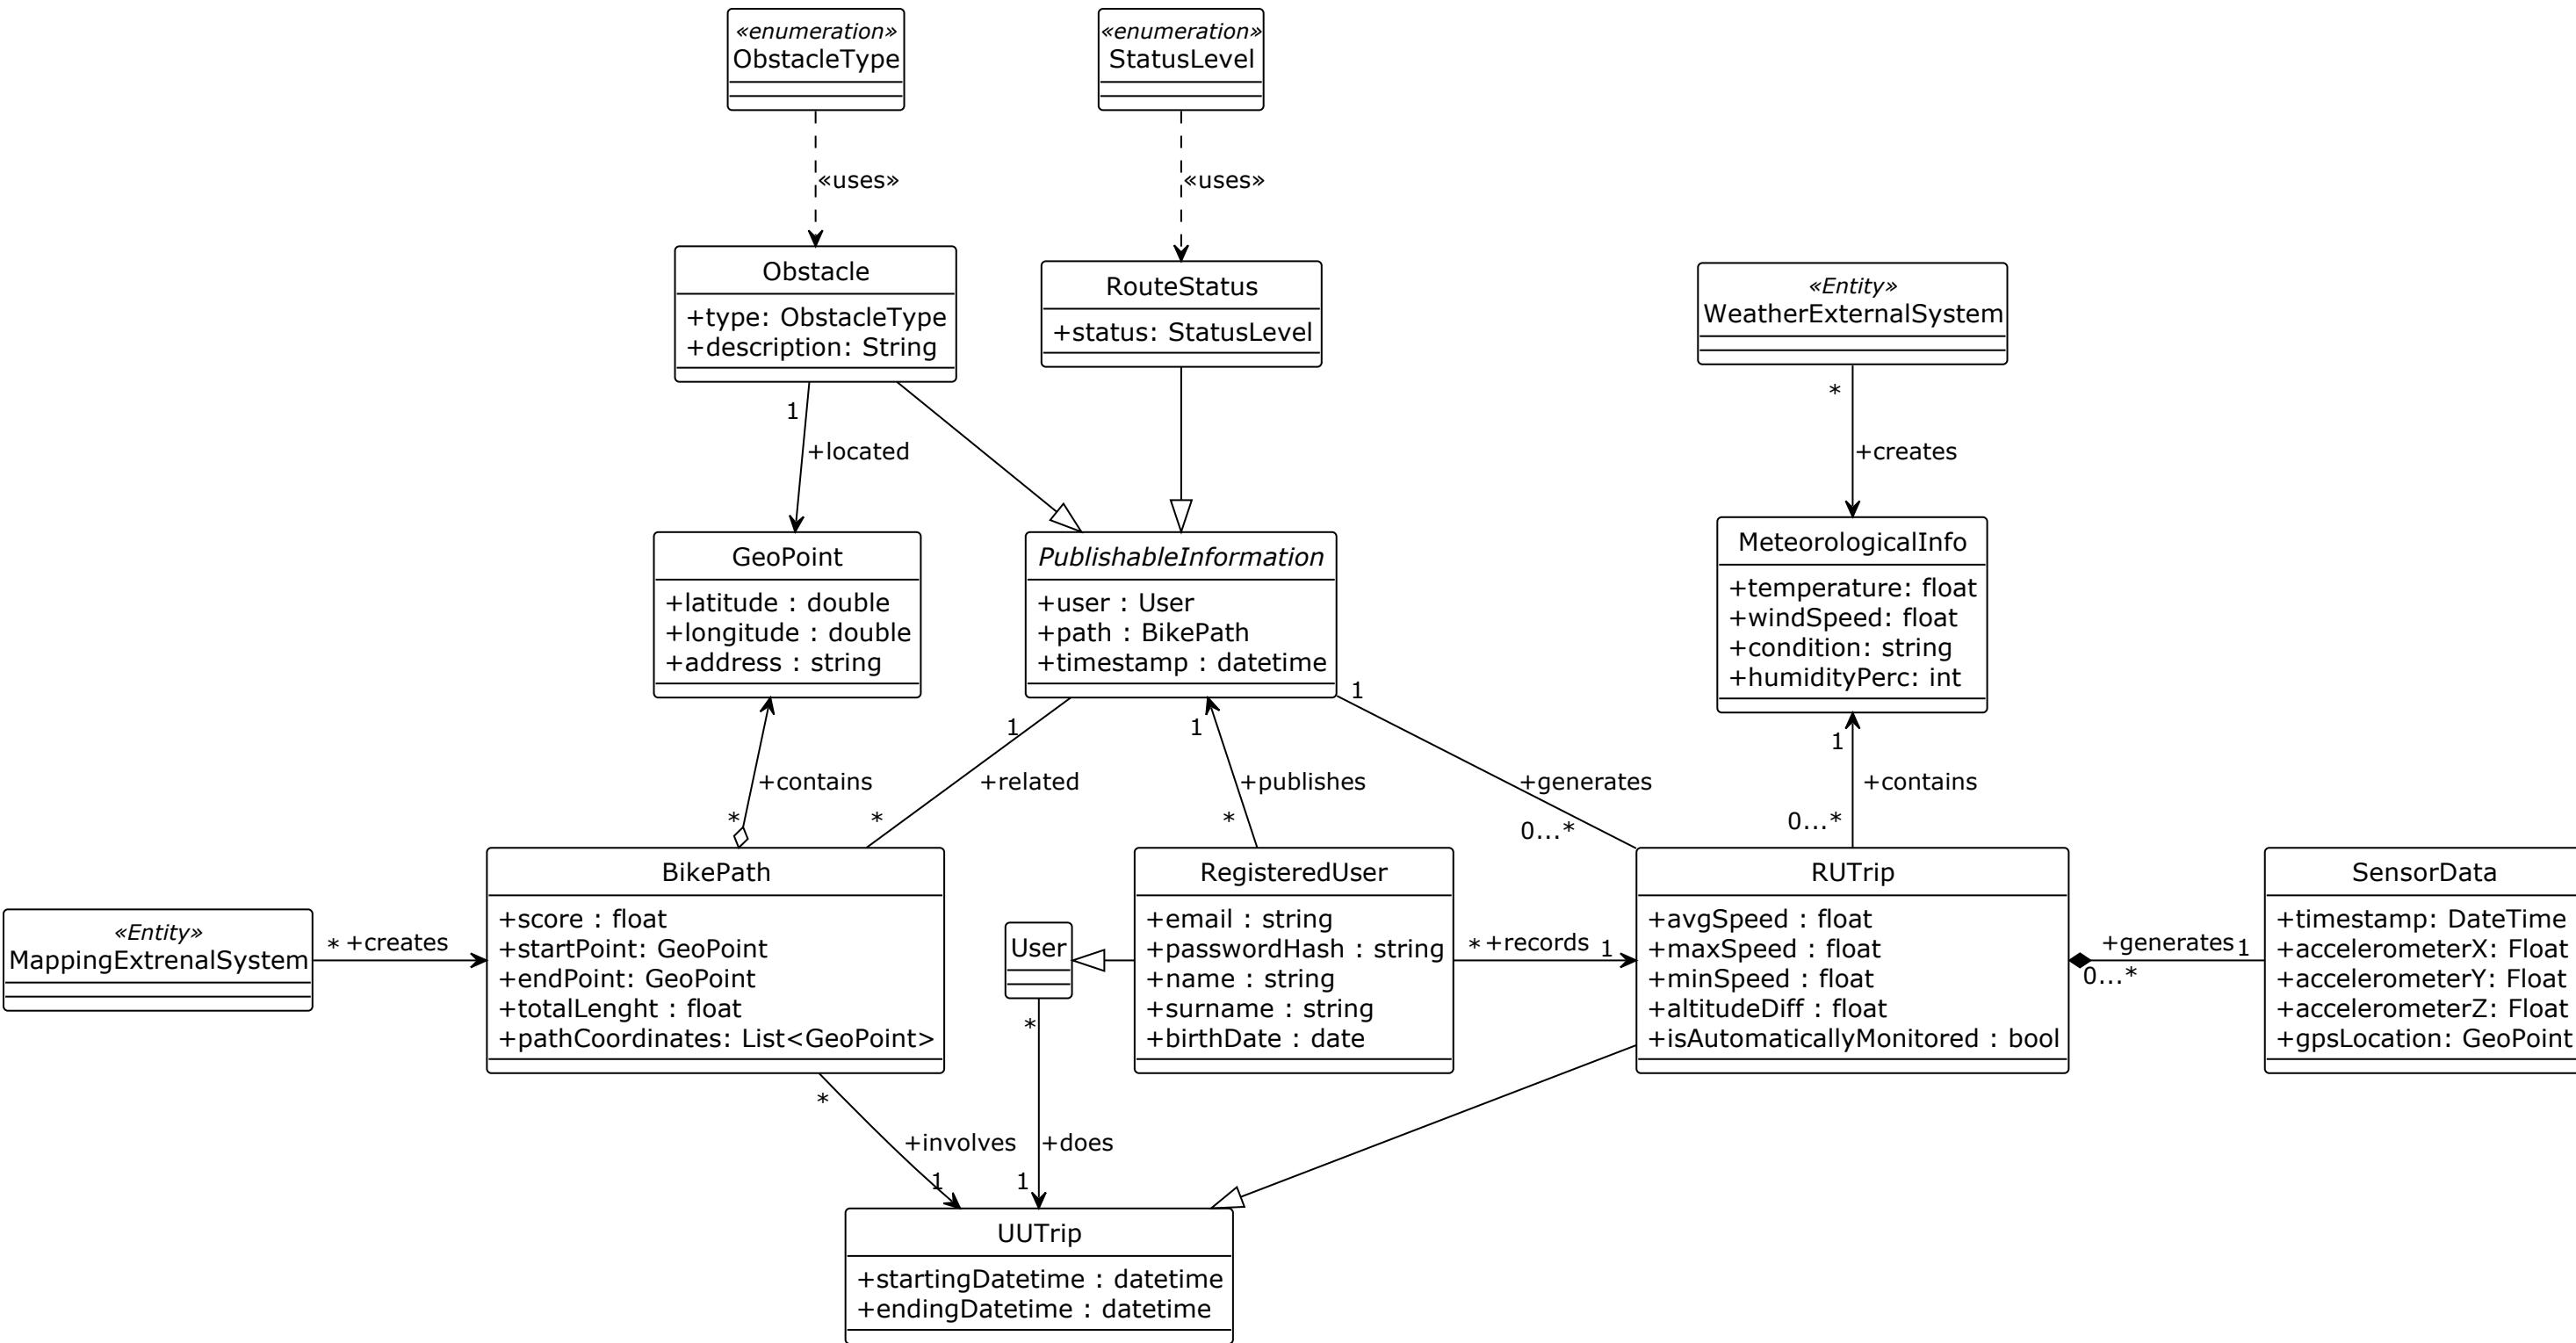 «enumeration»
ObstacleType
«enumeration»
StatusLevel
«uses»
«uses»
Obstacle
+type: ObstacleType
+description: String
RouteStatus
+status: StatusLevel
«Entity»
WeatherExternalSystem
1
+located
*
+creates
GeoPoint
+latitude : double
+longitude : double
+address : string
PublishableInformation
+user : User
+path : BikePath
+timestamp : datetime
MeteorologicalInfo
+temperature: float
+windSpeed: float
+condition: string
+humidityPerc: int
+contains
*
1
+related
*
1
+publishes
*
1
+generates
0...*
1
+contains
0...*
«Entity»
MappingExtrenalSystem
* +creates
BikePath
+score : float
+startPoint: GeoPoint
+endPoint: GeoPoint
+totalLenght : float
+pathCoordinates: List<GeoPoint>
User
RegisteredUser
+email : string
+passwordHash : string
+name : string
+surname : string
+birthDate : date
* +records 1
RUTrip
+avgSpeed : float
+maxSpeed : float
+minSpeed : float
+altitudeDiff : float
+isAutomaticallyMonitored : bool
+generates 1
0...*
SensorData
+timestamp: DateTime
+accelerometerX: Float
+accelerometerY: Float
+accelerometerZ: Float
+gpsLocation: GeoPoint
*
+involves
1
*
+does
1
UUTrip
+startingDatetime : datetime
+endingDatetime : datetime